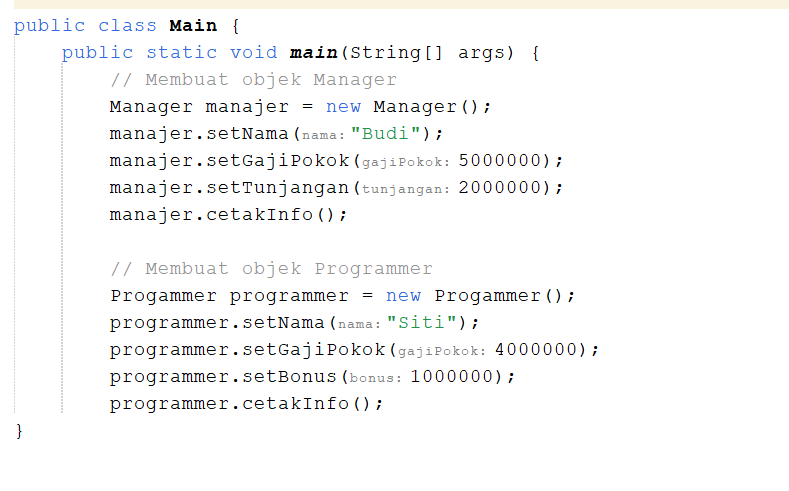 public class Main {
public static void main(String[] args) {
// Membuat objek Manager
Manager manajer = new Manager();
manajer.setNama(nama: "Budi");
manajer.setGajiPokok(gajiPokok: 5000000);
manajer.setTunjangan(tunjangan: 2000000);
manajer.cetakInfo();
// Membuat objek Programmer
Progammer programmer = new Progammer();
programmer.setNama(nama: "Siti");
programmer.setGajiPokok(gajiPokok: 4000000);
programmer.setBonus(bonus: 1000000);
programmer.cetakInfo();
}